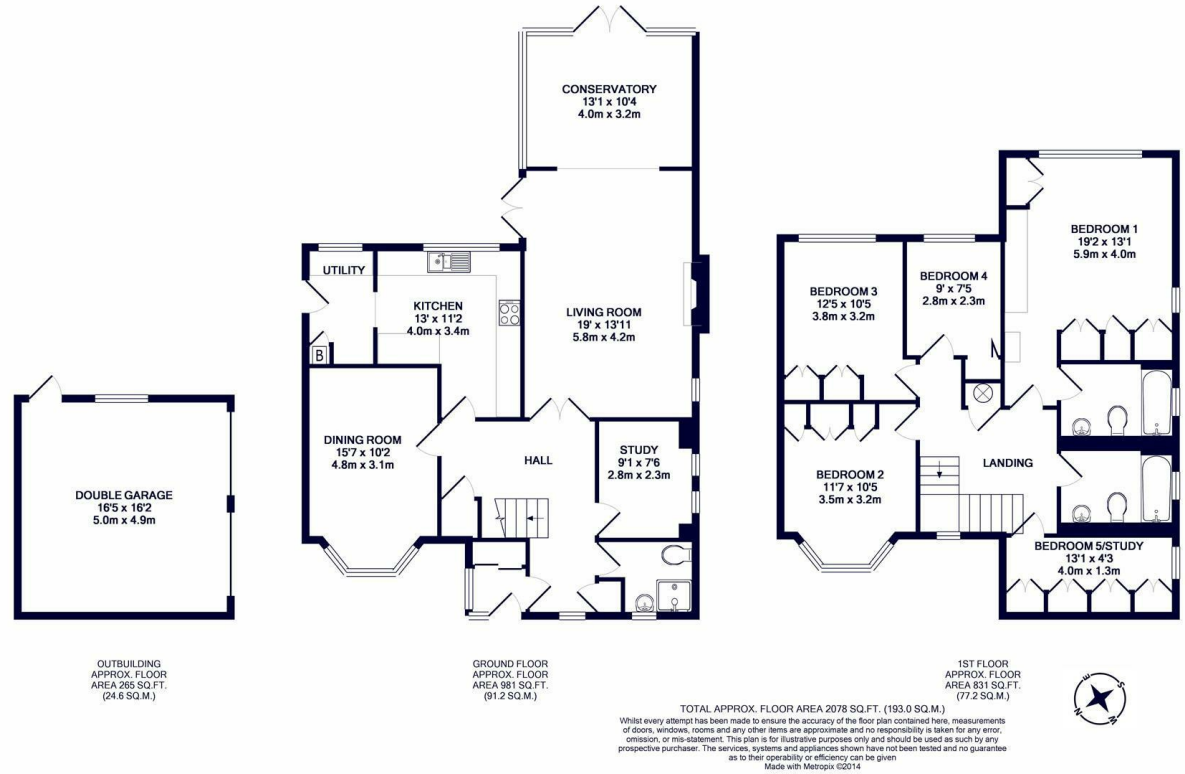 CONSERVATORY
13'1 x 10'4
4.0m x 3.2m
UTILITY
KITCHEN
13' x 11'2
4.0m x 3.4m
B
LIVING ROOM
19' x 13'11
5.8m x 4.2m
DINING ROOM
15'7 x 10'2
4.8m x 3.1m
HALL
STUDY
9'1 x 7'6
2.8m x 2.3m
DOUBLE GARAGE
16'5 x 16'2
5.0m x 4.9m
BEDROOM 1
19'2 x 13'1
5.9m x 4.0m
BEDROOM 4
9' x 7'5
2.8m x 2.3m
BEDROOM 3
12'5 x 10'5
3.8m x 3.2m
BEDROOM 2
11'7 x 10'5
3.5m x 3.2m
LANDING
BEDROOM 5/STUDY
13'1 x 4'3
4.0m x 1.3m
OUTBUILDING
APPROX. FLOOR
AREA 265 SQ.FT.
(24.6 SQ.M.)
GROUND FLOOR
APPROX. FLOOR
AREA 981 SQ.FT.
(91.2 SQ.M.)
1ST FLOOR
APPROX. FLOOR
AREA 831 SQ.FT.
(77.2 SQ.M.)
E
S
N
W
TOTAL APPROX. FLOOR AREA 2078 SQ.FT. (193.0 SQ.M.)
Whilst every attempt has been made to ensure the accuracy of the floor plan contained here, measurements
of doors, windows, rooms and any other items are approximate and no responsibility is taken for any error,
omission, or mis-statement. This plan is for illustrative purposes only and should be used as such by any
prospective purchaser. The services, systems and appliances shown have not been tested and no guarantee
as to their operability or efficiency can be given
Made with Metropix ©2014